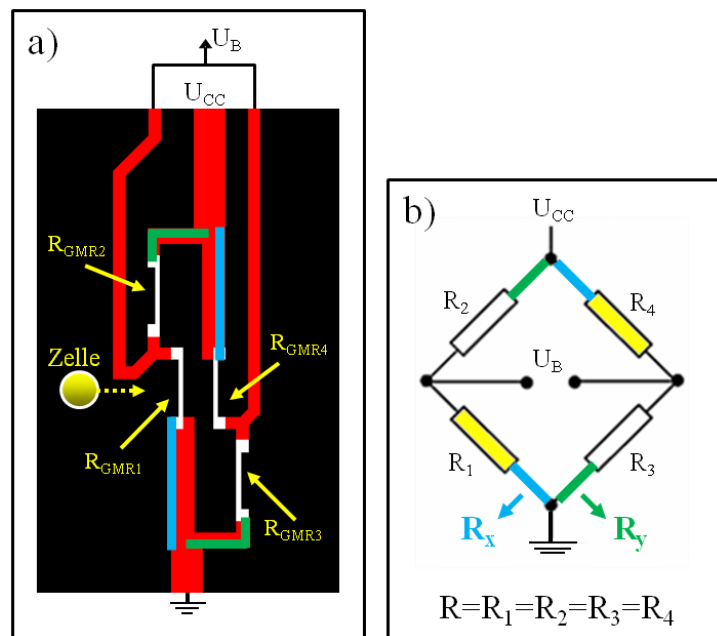 a)
U_B
U_CC
R_GMR2
Zelle
R_GMR4
R_GMR1
R_GMR3
b)
U_CC
R_2
R_4
U_B
R_1
R_3
R_x
R_y
R=R_1=R_2=R_3=R_4